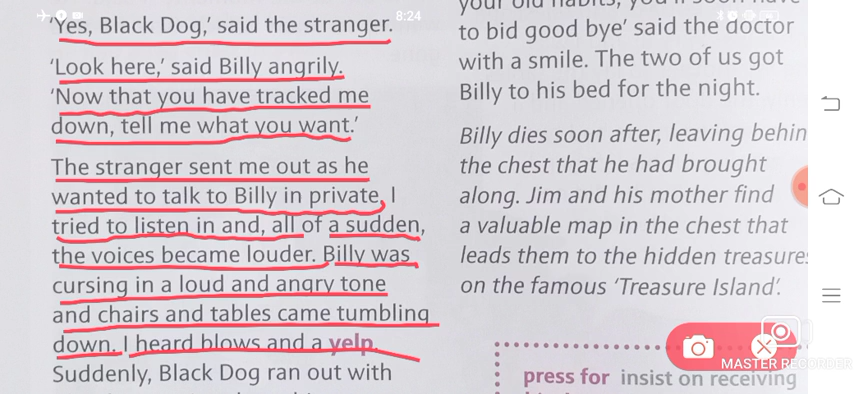 8:24
'Yes, Black Dog,' said the stranger.
'Look here,' said Billy angrily.
'Now that you have tracked me
down, tell me what you want.'
The stranger sent me out as he
wanted to talk to Billy in private. I
tried to listen in and, all of a sudden,
the voices became louder. Billy was
cursing in a loud and angry tone
and chairs and tables came tumbling
down. I heard blows and a yelp.
Suddenly, Black Dog ran out with
your old habits, you'll soon have
to bid good bye' said the doctor
with a smile. The two of us got
Billy to his bed for the night.
Billy dies soon after, leaving behin
the chest that he had brought
along. Jim and his mother find
a valuable map in the chest that
leads them to the hidden treasures
on the famous 'Treasure Island'.
press for insist on receiving
MASTER RECORDER